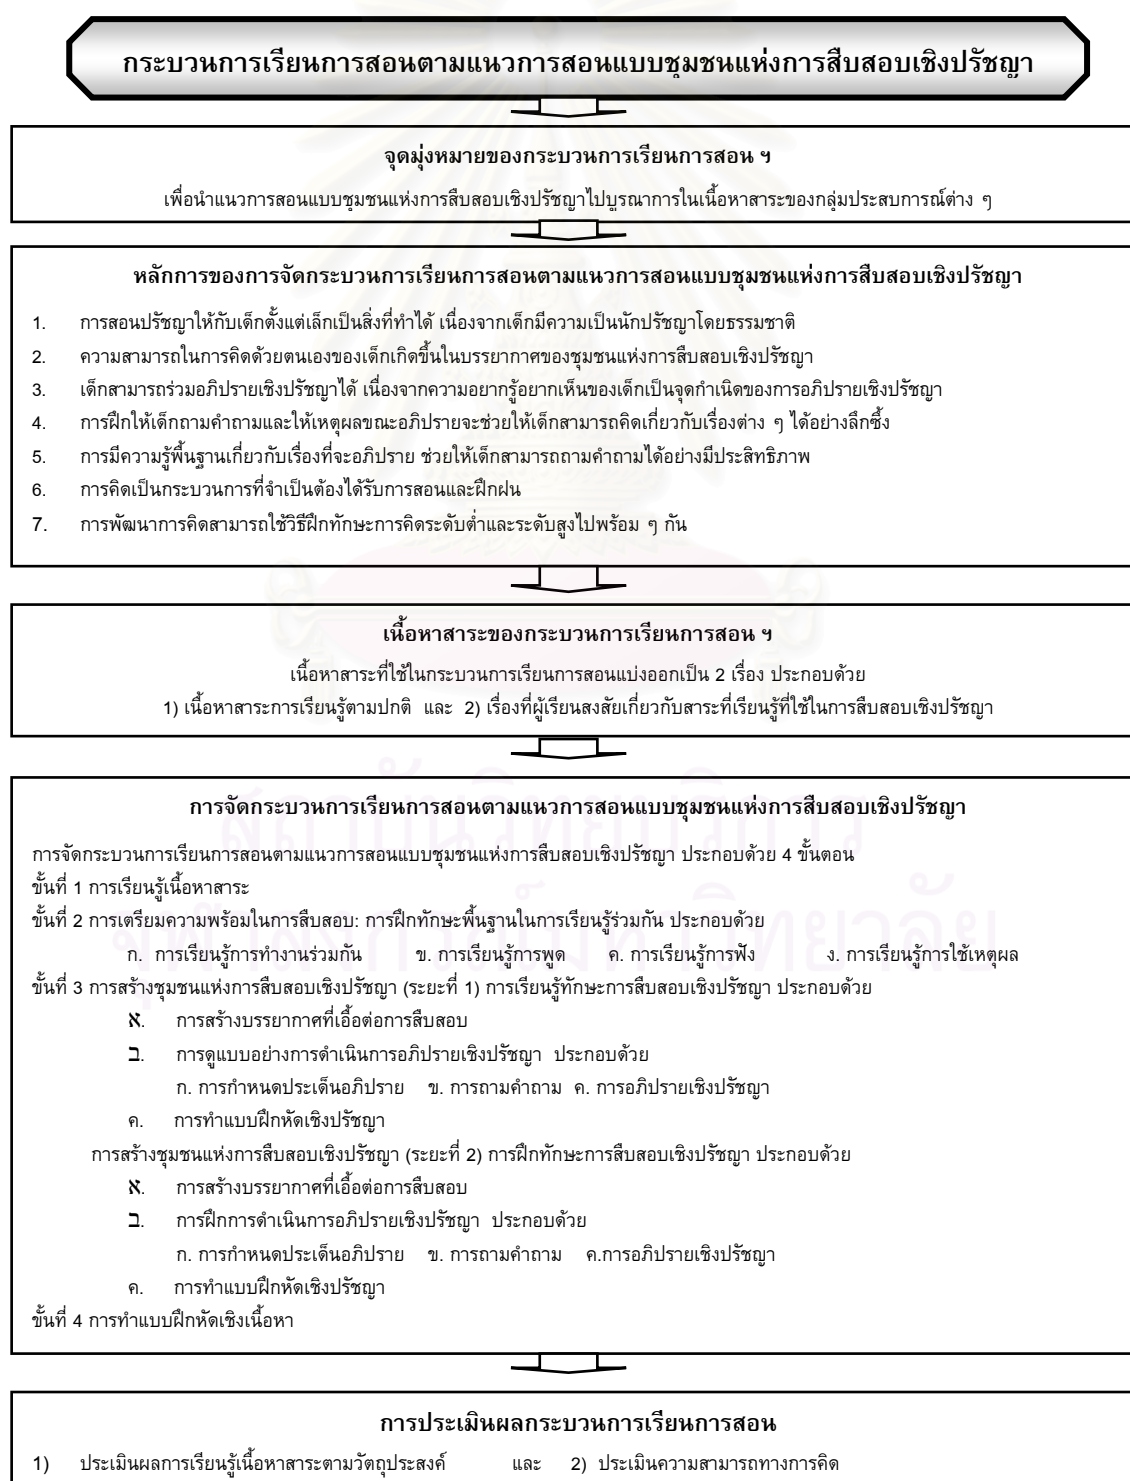 กระบวนการเรียนการสอนตามแนวการสอนแบบชุมชนแห่งการสืบสอบเชิงปรัชญา
จุดมุ่งหมายของกระบวนการเรียนการสอน ฯ
เพื่อนำแนวการสอนแบบชุมชนแห่งการสืบสอบเชิงปรัชญาไปบูรณาการในเนื้อหาสาระของกลุ่มประสบการณ์ต่าง ๆ
หลักการของการจัดกระบวนการเรียนการสอนตามแนวการสอนแบบชุมชนแห่งการสืบสอบเชิงปรัชญา
1. การสอนปรัชญาให้กับเด็กตั้งแต่เล็กเป็นสิ่งที่ทำได้ เนื่องจากเด็กมีความเป็นนักปรัชญาโดยธรรมชาติ
2. ความสามารถในการคิดด้วยตนเองของเด็กเกิดขึ้นในบรรยากาศของชุมชนแห่งการสืบสอบเชิงปรัชญา
3. เด็กสามารถร่วมอภิปรายเชิงปรัชญาได้ เนื่องจากความอยากรู้อยากเห็นของเด็กเป็นจุดกำเนิดของการอภิปรายเชิงปรัชญา
4. การฝึกให้เด็กถามคำถามและให้เหตุผลขณะอภิปรายจะช่วยให้เด็กสามารถคิดเกี่ยวกับเรื่องต่าง ๆ ได้อย่างลึกซึ้ง
5. การมีความรู้พื้นฐานเกี่ยวกับเรื่องที่จะอภิปราย ช่วยให้เด็กสามารถถามคำถามได้อย่างมีประสิทธิภาพ
6. การคิดเป็นกระบวนการที่จำเป็นต้องได้รับการสอนและฝึกฝน
7. การพัฒนาการคิดสามารถใช้วิธีฝึกทักษะการคิดระดับต่ำและระดับสูงไปพร้อม ๆ กัน
เนื้อหาสาระของกระบวนการเรียนการสอน ฯ
เนื้อหาสาระที่ใช้ในกระบวนการเรียนการสอนแบ่งออกเป็น 2 เรื่อง ประกอบด้วย
1) เนื้อหาสาระการเรียนรู้ตามปกติ และ 2) เรื่องที่ผู้เรียนสงสัยเกี่ยวกับสาระที่เรียนรู้ที่ใช้ในการสืบสอบเชิงปรัชญา
การจัดกระบวนการเรียนการสอนตามแนวการสอนแบบชุมชนแห่งการสืบสอบเชิงปรัชญา
การจัดกระบวนการเรียนการสอนตามแนวการสอนแบบชุมชนแห่งการสืบสอบเชิงปรัชญา ประกอบด้วย 4 ขั้นตอน
ขั้นที่ 1 การเรียนรู้เนื้อหาสาระ
ขั้นที่ 2 การเตรียมความพร้อมในการสืบสอบ: การฝึกทักษะพื้นฐานในการเรียนรู้ร่วมกัน ประกอบด้วย
ก. การเรียนรู้การทำงานร่วมกัน ข. การเรียนรู้การพูด ค. การเรียนรู้การฟัง ง. การเรียนรู้การใช้เหตุผล
ขั้นที่ 3 การสร้างชุมชนแห่งการสืบสอบเชิงปรัชญา (ระยะที่ 1) การเรียนรู้ทักษะการสืบสอบเชิงปรัชญา ประกอบด้วย
א. การสร้างบรรยากาศที่เอื้อต่อการสืบสอบ
ב. การดูแบบอย่างการดำเนินการอภิปรายเชิงปรัชญา ประกอบด้วย
ก. การกำหนดประเด็นอภิปราย ข. การถามคำถาม ค. การอภิปรายเชิงปรัชญา
ค. การทำแบบฝึกหัดเชิงปรัชญา
การสร้างชุมชนแห่งการสืบสอบเชิงปรัชญา (ระยะที่ 2) การฝึกทักษะการสืบสอบเชิงปรัชญา ประกอบด้วย
א. การสร้างบรรยากาศที่เอื้อต่อการสืบสอบ
ב. การฝึกการดำเนินการอภิปรายเชิงปรัชญา ประกอบด้วย
ก. การกำหนดประเด็นอภิปราย ข. การถามคำถาม ค.การอภิปรายเชิงปรัชญา
ค. การทำแบบฝึกหัดเชิงปรัชญา
ขั้นที่ 4 การทำแบบฝึกหัดเชิงเนื้อหา
การประเมินผลกระบวนการเรียนการสอน
1) ประเมินผลการเรียนรู้เนื้อหาสาระตามวัตถุประสงค์ และ 2) ประเมินความสามารถทางการคิด
สถาบันวิทยบริการ
จุฬาลงกรณ์มหาวิทยาลัย